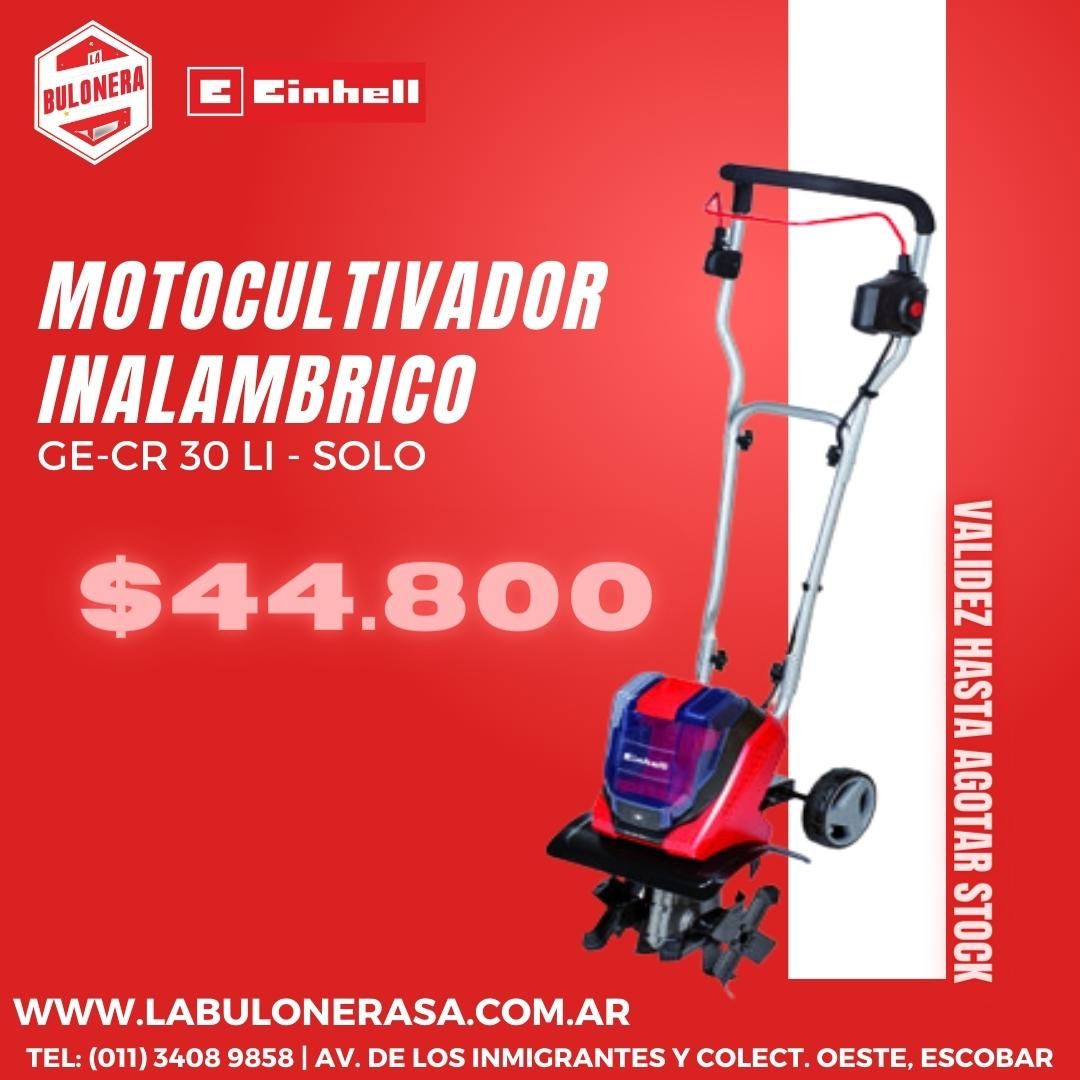 LA
BULONERA
Einhell
MOTOCULTIVADOR
INALAMBRICO
GE-CR 30 LI - SOLO
$44.800
Einhell
VALIDEZ HASTA AGOTAR STOCK
WWW.LABULONERASA.COM.AR
TEL: (011) 3408 9858 | AV. DE LOS INMIGRANTES Y COLECT. OESTE, ESCOBAR